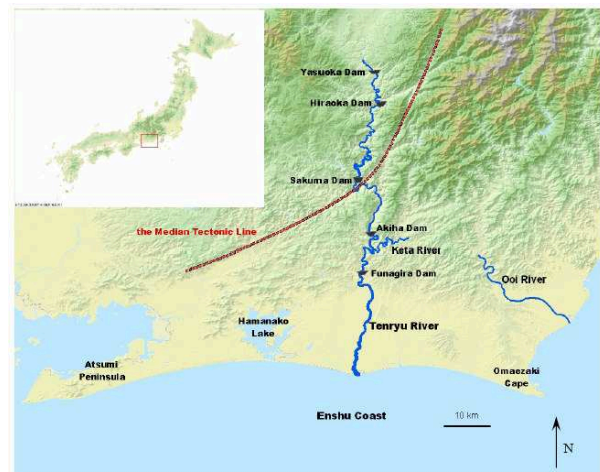 Yasuoka Dam
Hiraoka Dam
Sakuma Dam
the Median Tectonic Line
Akiha Dam
Keta River
Funagira Dam
Ooi River
Hamanako
Lake
Tenryu River
Atsumi
Peninsula
Omaezaki
Cape
Enshu Coast
10 km
N